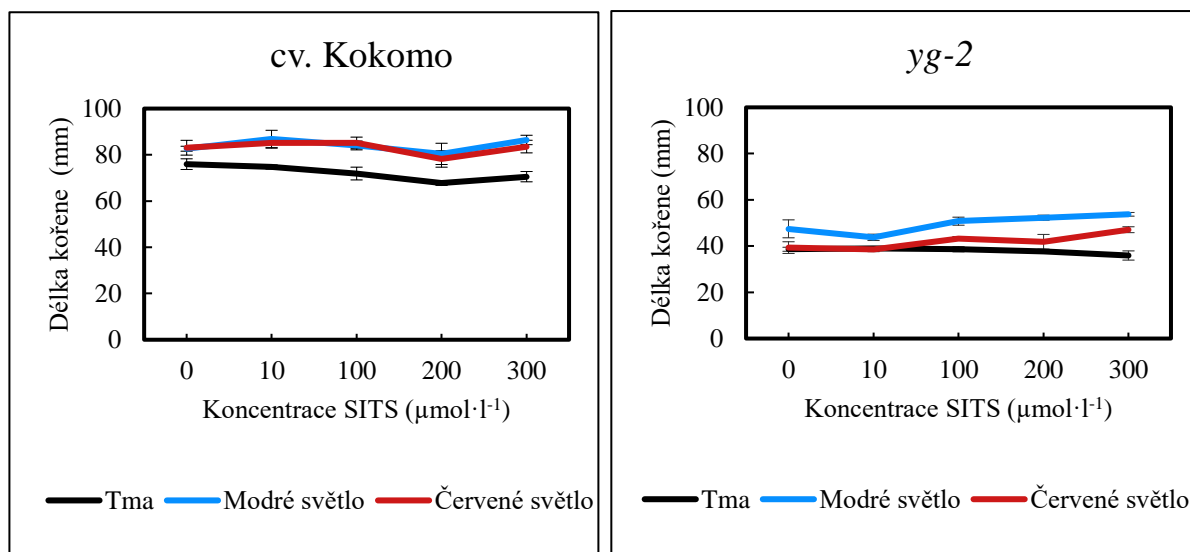 cv. Kokomo
Délka kořene (mm)
100
80
60
40
20
0
0 10 100 200 300
Koncentrace SITS (µmol·l-1)
Tma Modré světlo Červené světlo
yg-2
Délka kořene (mm)
100
80
60
40
20
0
0 10 100 200 300
Koncentrace SITS (µmol·l-1)
Tma Modré světlo Červené světlo